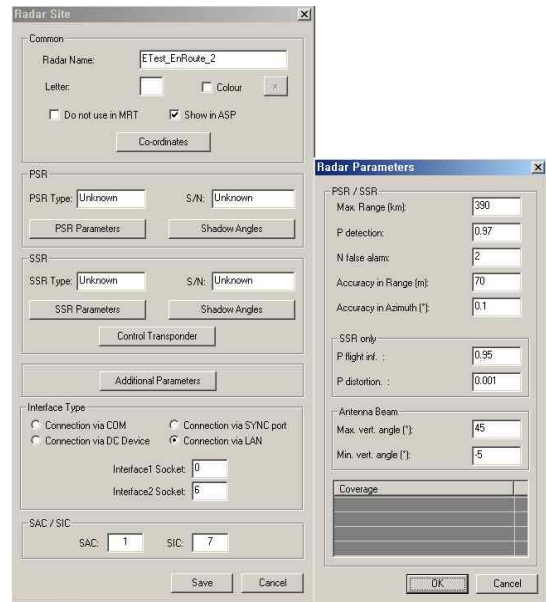 Radar Site
Common
Radar Name: ETest_EnRoute_2
Letter: Colour
Do not use in MRT Show in ASP
Co-ordinates
PSR
PSR Type: Unknown S/N: Unknown
PSR Parameters Shadow Angles
SSR
SSR Type: Unknown S/N: Unknown
SSR Parameters Shadow Angles
Control Transponder
Additional Parameters
Interface Type
Connection via COM Connection via SYNC port
Connection via DC Device Connection via LAN
Interface1 Socket: 0
Interface2 Socket: 6
SAC / SIC
SAC: 1 SIC: 7
Save Cancel
Radar Parameters
PSR / SSR
Max. Range (km): 390
P detection: 0.97
N false alarm: 2
Accuracy in Range (m): 70
Accuracy in Azimuth (°): 0.1
SSR only
P flight inf. : 0.95
P distortion. : 0.001
Antenna Beam
Max. vert. angle (°): 45
Min. vert. angle (°): -5
Coverage
OK Cancel